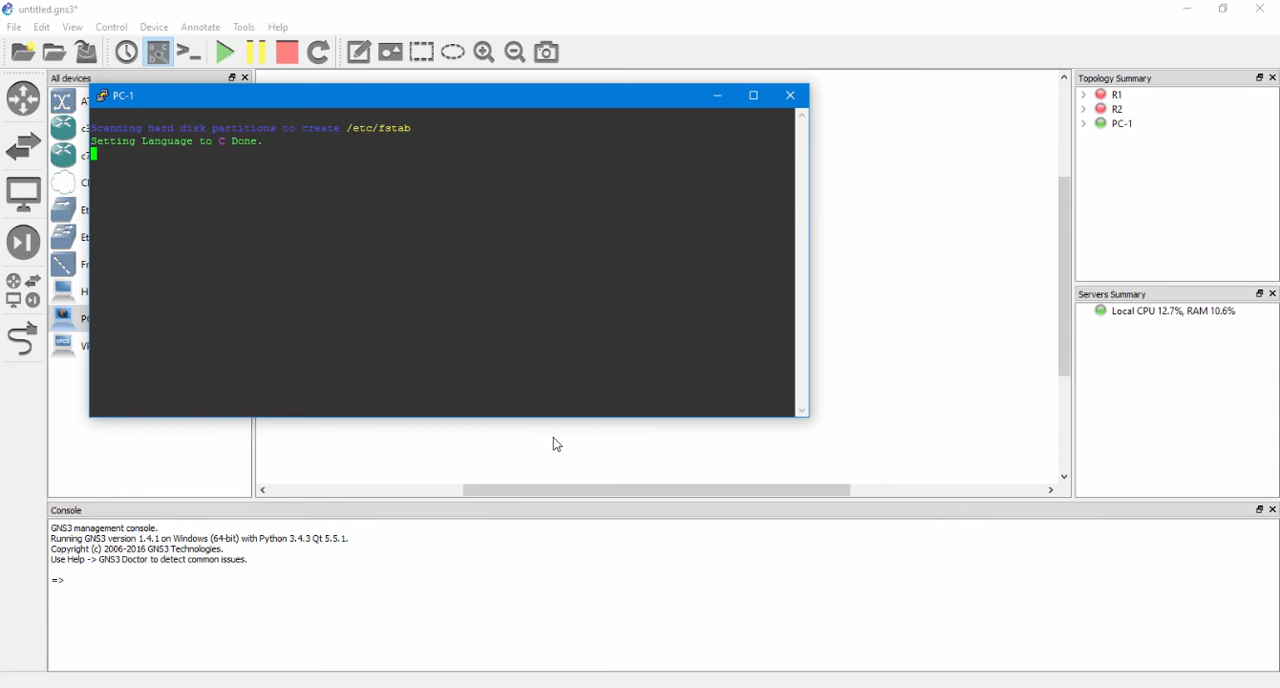 untitled.gns3*
File Edit View Control Device Annotate Tools Help
All devices
PC-1
Scanning hard disk partitions to create /etc/fstab
Setting Language to C Done.
VPCS
Topology Summary
R1
R2
PC-1
Servers Summary
Local CPU 12.7%, RAM 10.6%
Console
GNS3 management console.
Running GNS3 version 1.4.1 on Windows (64-bit) with Python 3.4.3 Qt 5.5.1.
Copyright (c) 2006-2016 GNS3 Technologies.
Use Help -> GNS3 Doctor to detect common issues.
=>